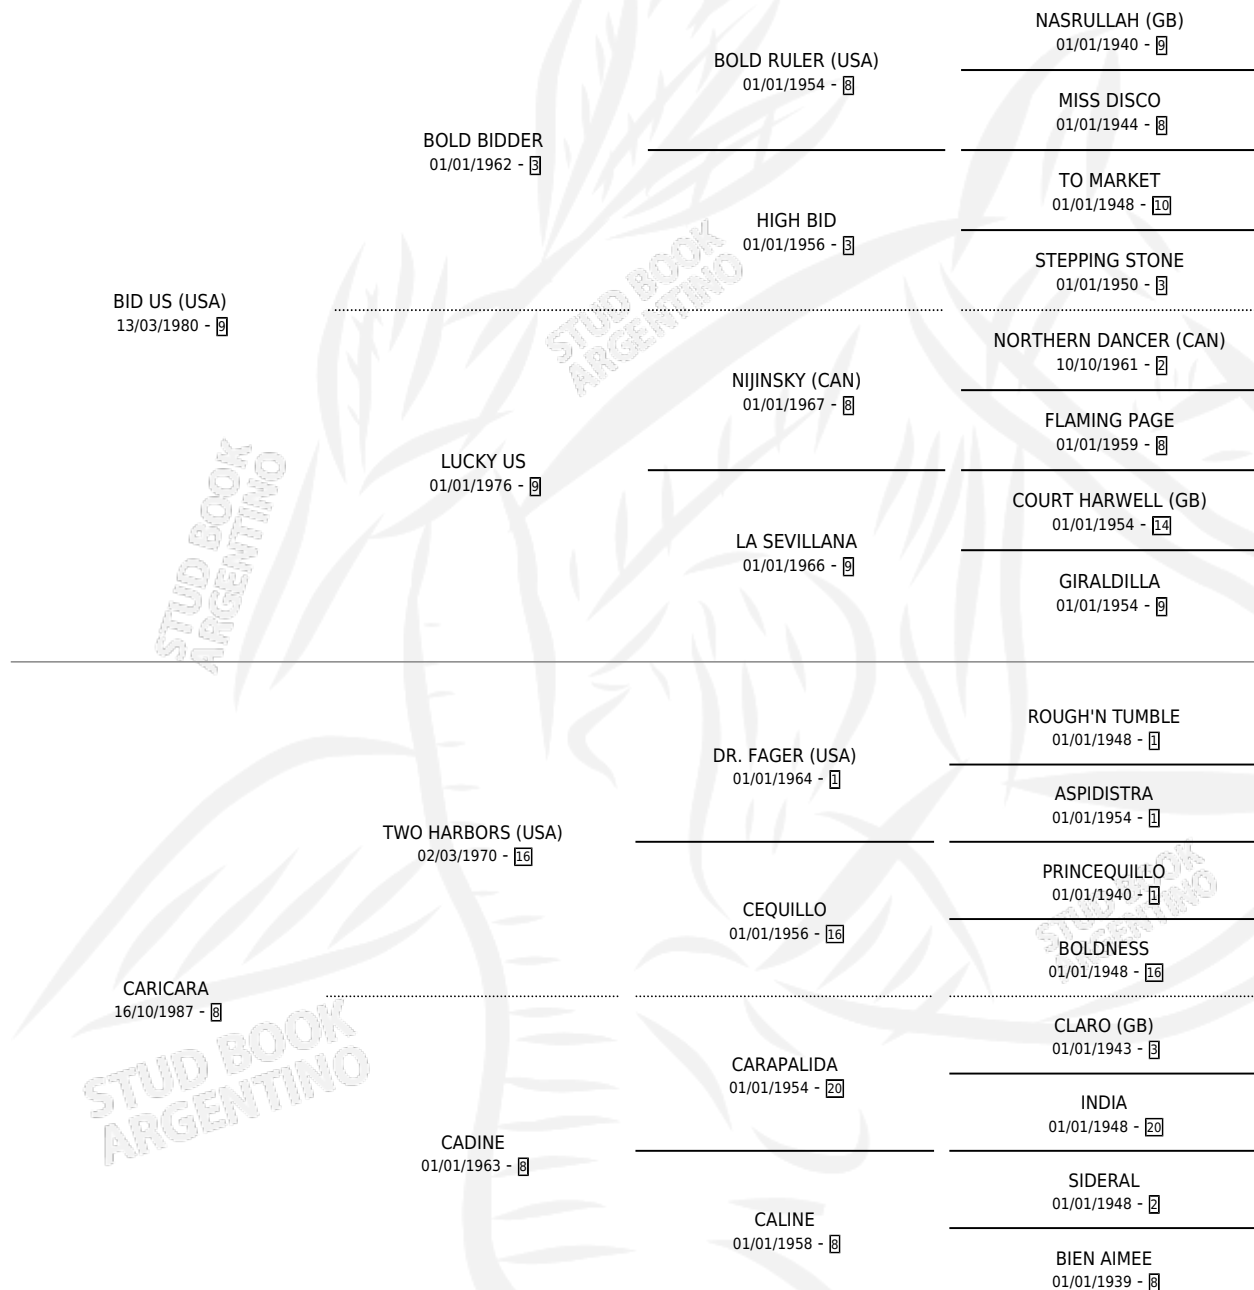 NASRULLAH (GB)
01/01/1940 - 9
BOLD RULER (USA)
01/01/1954 - 8
MISS DISCO
01/01/1944 - 8
BOLD BIDDER
01/01/1962 - 3
TO MARKET
01/01/1948 - 10
HIGH BID
01/01/1956 - 3
STEPPING STONE
01/01/1950 - 3
BID US (USA)
13/03/1980 - 9
NORTHERN DANCER (CAN)
10/10/1961 - 2
NIJINSKY (CAN)
01/01/1967 - 8
FLAMING PAGE
01/01/1959 - 8
LUCKY US
01/01/1976 - 9
COURT HARWELL (GB)
01/01/1954 - 14
LA SEVILLANA
01/01/1966 - 9
GIRALDILLA
01/01/1954 - 9
ROUGH'N TUMBLE
01/01/1948 - 1
DR. FAGER (USA)
01/01/1964 - 1
ASPIDISTRA
01/01/1954 - 1
TWO HARBORS (USA)
02/03/1970 - 16
PRINCEQUILLO
01/01/1940 - 1
CEQUILLO
01/01/1956 - 16
BOLDNESS
01/01/1948 - 16
CARICARA
16/10/1987 - 8
CLARO (GB)
01/01/1943 - 3
CARAPALIDA
01/01/1954 - 20
INDIA
01/01/1948 - 20
CADINE
01/01/1963 - 8
SIDERAL
01/01/1948 - 2
CALINE
01/01/1958 - 8
BIEN AIMEE
01/01/1939 - 8
STUD BOOK
ARGENTINO
STUD BOOK
ARGENTINO
STUD BOOK
ARGENTINO
STUD BOOK
ARGENTINO